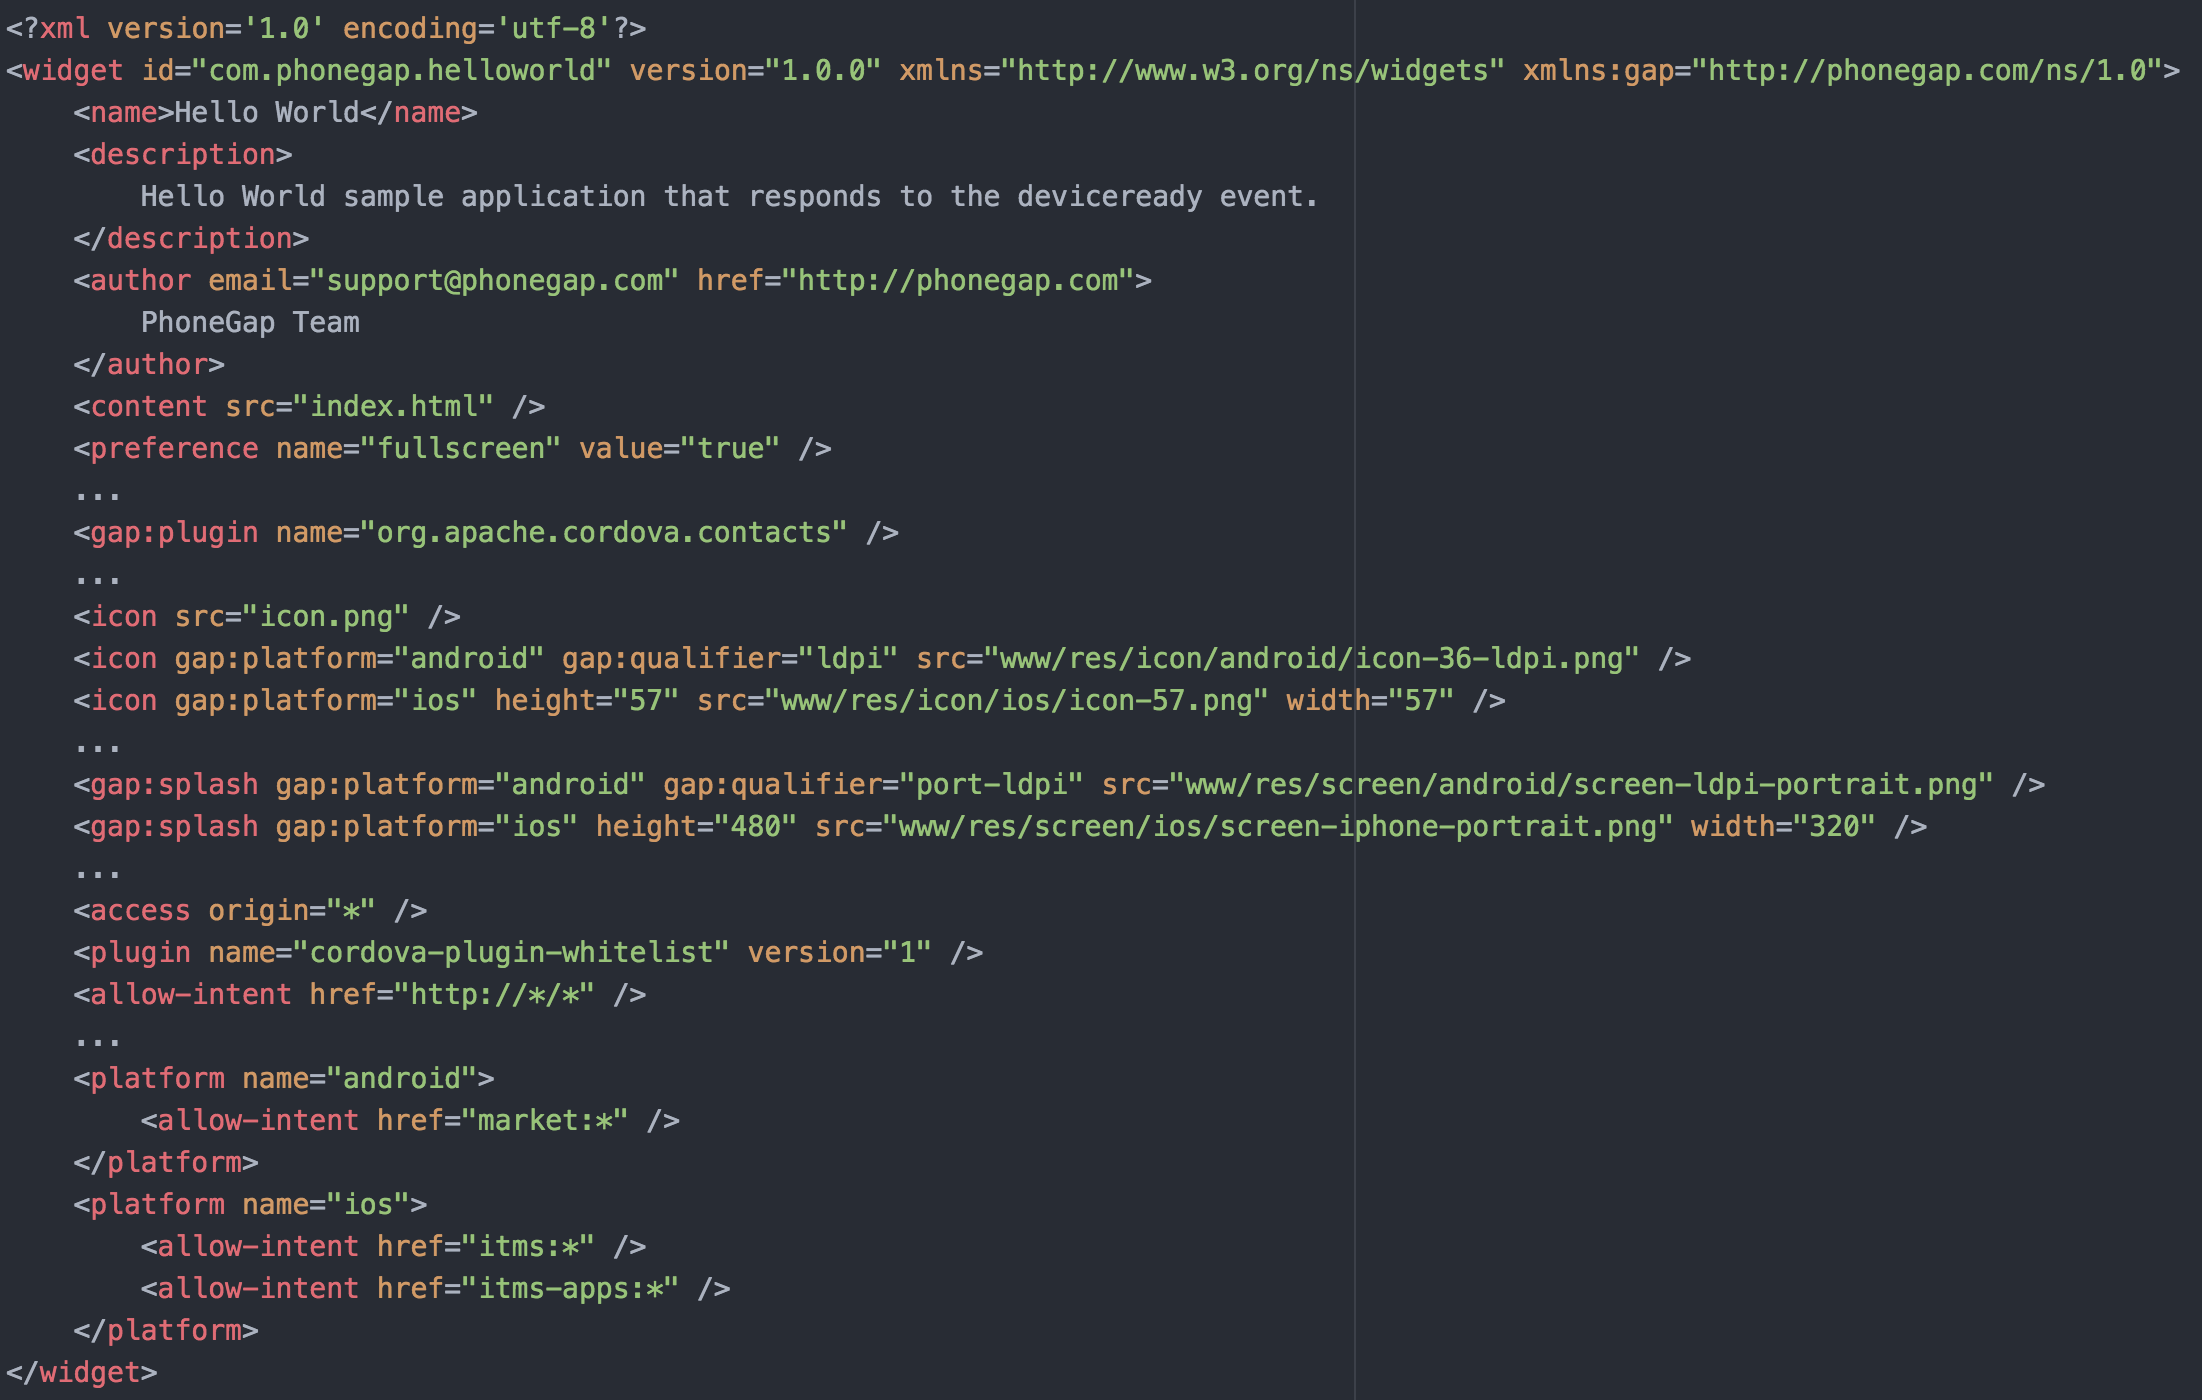 <?xml version='1.0' encoding='utf-8'?>
<widget id="com.phonegap.helloworld" version="1.0.0" xmlns="http://www.w3.org/ns/widgets" xmlns:gap="http://phonegap.com/ns/1.0">
    <name>Hello World</name>
    <description>
        Hello World sample application that responds to the deviceready event.
    </description>
    <author email="support@phonegap.com" href="http://phonegap.com">
        PhoneGap Team
    </author>
    <content src="index.html" />
    <preference name="fullscreen" value="true" />
    ...
    <gap:plugin name="org.apache.cordova.contacts" />
    ...
    <icon src="icon.png" />
    <icon gap:platform="android" gap:qualifier="ldpi" src="www/res/icon/android/icon-36-ldpi.png" />
    <icon gap:platform="ios" height="57" src="www/res/icon/ios/icon-57.png" width="57" />
    ...
    <gap:splash gap:platform="android" gap:qualifier="port-ldpi" src="www/res/screen/android/screen-ldpi-portrait.png" />
    <gap:splash gap:platform="ios" height="480" src="www/res/screen/ios/screen-iphone-portrait.png" width="320" />
    ...
    <access origin="*" />
    <plugin name="cordova-plugin-whitelist" version="1" />
    <allow-intent href="http://*/*" />
    ...
    <platform name="android">
        <allow-intent href="market:*" />
    </platform>
    <platform name="ios">
        <allow-intent href="itms:*" />
        <allow-intent href="itms-apps:*" />
    </platform>
</widget>